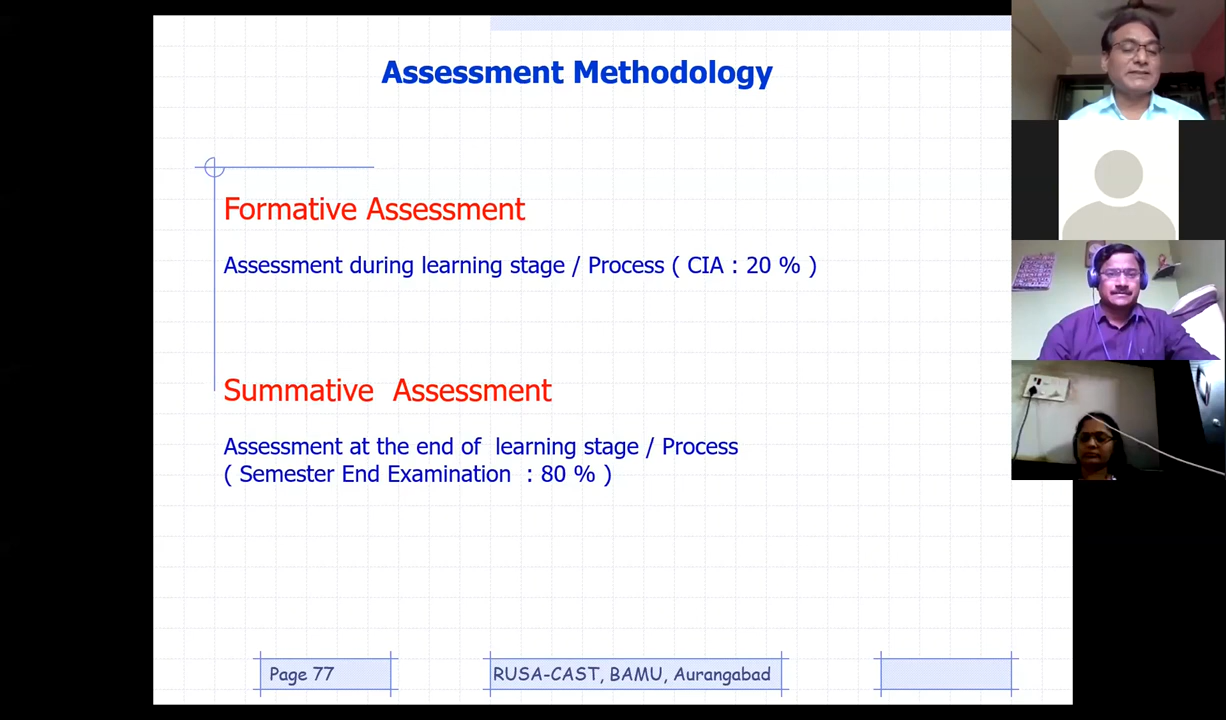 Assessment Methodology
Formative Assessment
Assessment during learning stage / Process ( CIA : 20 % )
Summative Assessment
Assessment at the end of learning stage / Process
( Semester End Examination : 80 % )
Page 77
RUSA-CAST, BAMU, Aurangabad